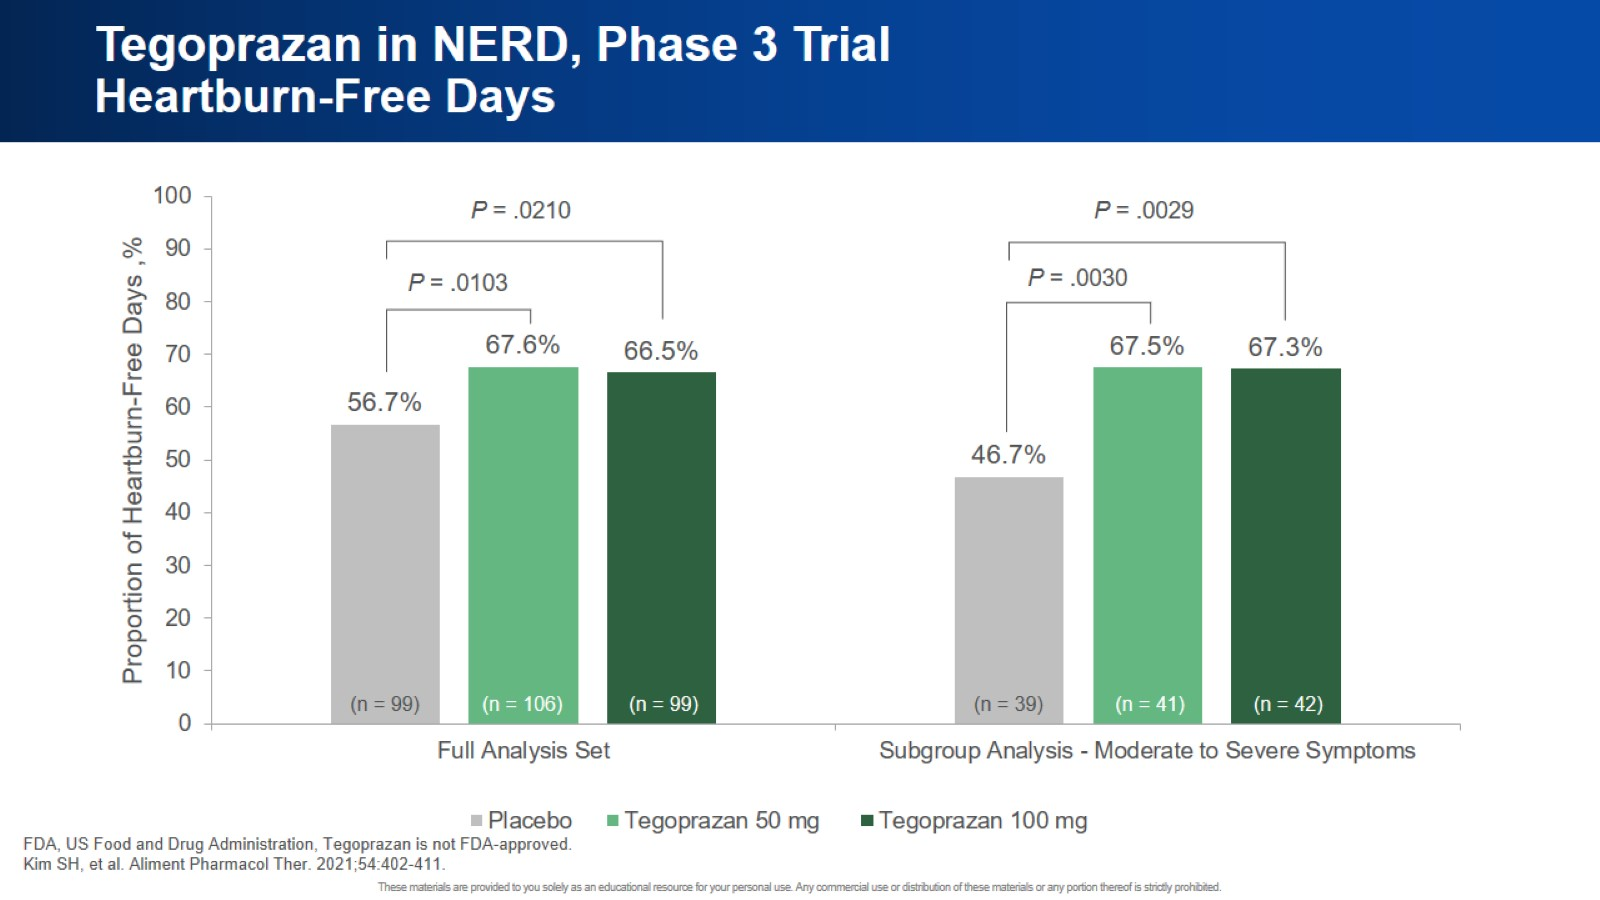 Tegoprazan in NERD, Phase 3 Trial
Heartburn-Free Days
Proportion of Heartburn-Free Days ,%
100
90
80
70
60
50
40
30
20
10
0
P = .0210
P = .0103
56.7%
67.6%
66.5%
(n = 99)
(n = 106)
(n = 99)
Full Analysis Set
P = .0029
P = .0030
46.7%
67.5%
67.3%
(n = 39)
(n = 41)
(n = 42)
Subgroup Analysis - Moderate to Severe Symptoms
Placebo
Tegoprazan 50 mg
Tegoprazan 100 mg
FDA, US Food and Drug Administration, Tegoprazan is not FDA-approved.
Kim SH, et al. Aliment Pharmacol Ther. 2021;54:402-411.
These materials are provided to you solely as an educational resource for your personal use. Any commercial use or distribution of these materials or any portion thereof is strictly prohibited.